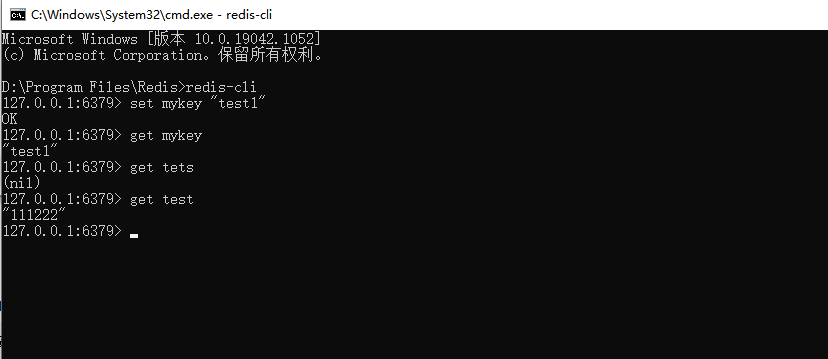 C:\Windows\System32\cmd.exe - redis-cli
Microsoft Windows [版本 10.0.19042.1052]
(c) Microsoft Corporation。保留所有权利。
D:\Program Files\Redis>redis-cli
127.0.0.1:6379> set mykey "test1"
OK
127.0.0.1:6379> get mykey
"test1"
127.0.0.1:6379> get tets
(nil)
127.0.0.1:6379> get test
"111222"
127.0.0.1:6379>